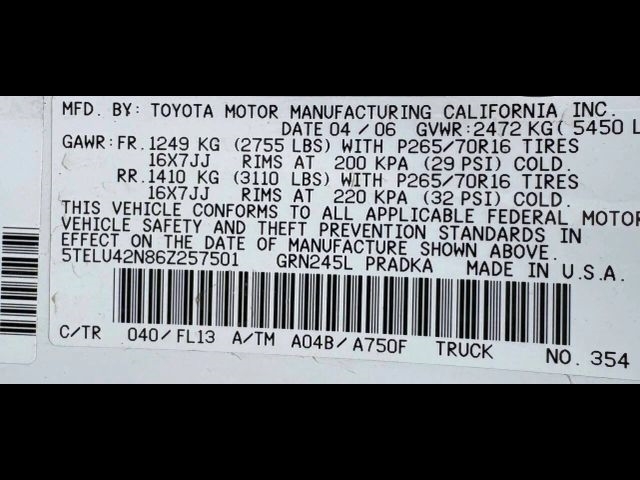 MFD. BY: TOYOTA MOTOR MANUFACTURING CALIFORNIA INC.
DATE 04 / 06 GVWR: 2472 KG( 5450 L
GAWR: FR. 1249 KG (2755 LBS) WITH P265/70R16 TIRES
16X7JJ RIMS AT 200 KPA (29 PSI) COLD.
RR. 1410 KG (3110 LBS) WITH P265/70R16 TIRES
16X7JJ RIMS AT 220 KPA (32 PSI) COLD.
THIS VEHICLE CONFORMS TO ALL APPLICABLE FEDERAL MOTOR
VEHICLE SAFETY AND THEFT PREVENTION STANDARDS IN
EFFECT ON THE DATE OF MANUFACTURE SHOWN ABOVE.
5TELU42N86Z257501 GRN245L PRADKA MADE IN U.S.A.
C/TR 040/FL13 A/TM A04B/A750F TRUCK NO. 354